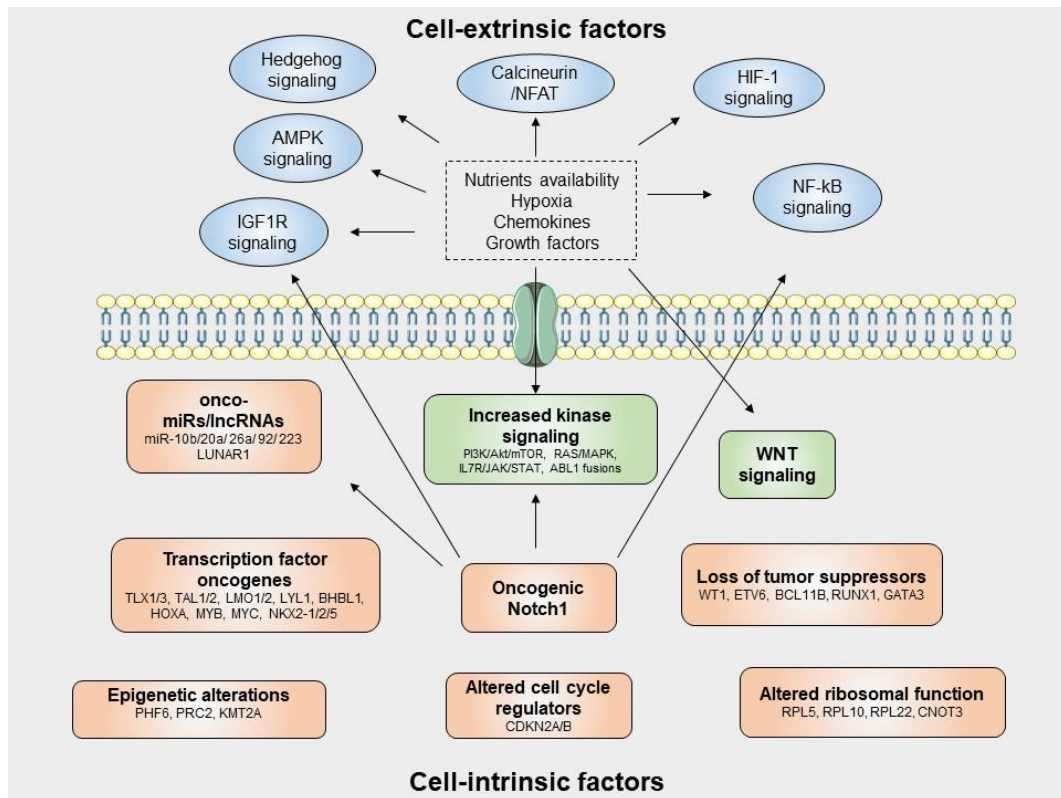 Cell-extrinsic factors
Hedgehog
signaling
Calcineurin
/NFAT
HIF-1
signaling
AMPK
signaling
Nutrients availability
Hypoxia
Chemokines
Growth factors
NF-kB
signaling
IGF1R
signaling
onco-
miRs/lncRNAs
miR-10b/20a/26a/92/223
LUNAR1
Increased kinase
signaling
PI3K/Akt/mTOR, RAS/MAPK,
IL7R/JAK/STAT, ABL1 fusions
WNT
signaling
Transcription factor
oncogenes
TLX1/3, TAL1/2, LMO1/2, LYL1, BHBL1,
HOXA, MYB, MYC, NKX2-1/2/5
Oncogenic
Notch1
Loss of tumor suppressors
WT1, ETV6, BCL11B, RUNX1, GATA3
Epigenetic alterations
PHF6, PRC2, KMT2A
Altered cell cycle
regulators
CDKN2A/B
Altered ribosomal function
RPL5, RPL10, RPL22, CNOT3
Cell-intrinsic factors